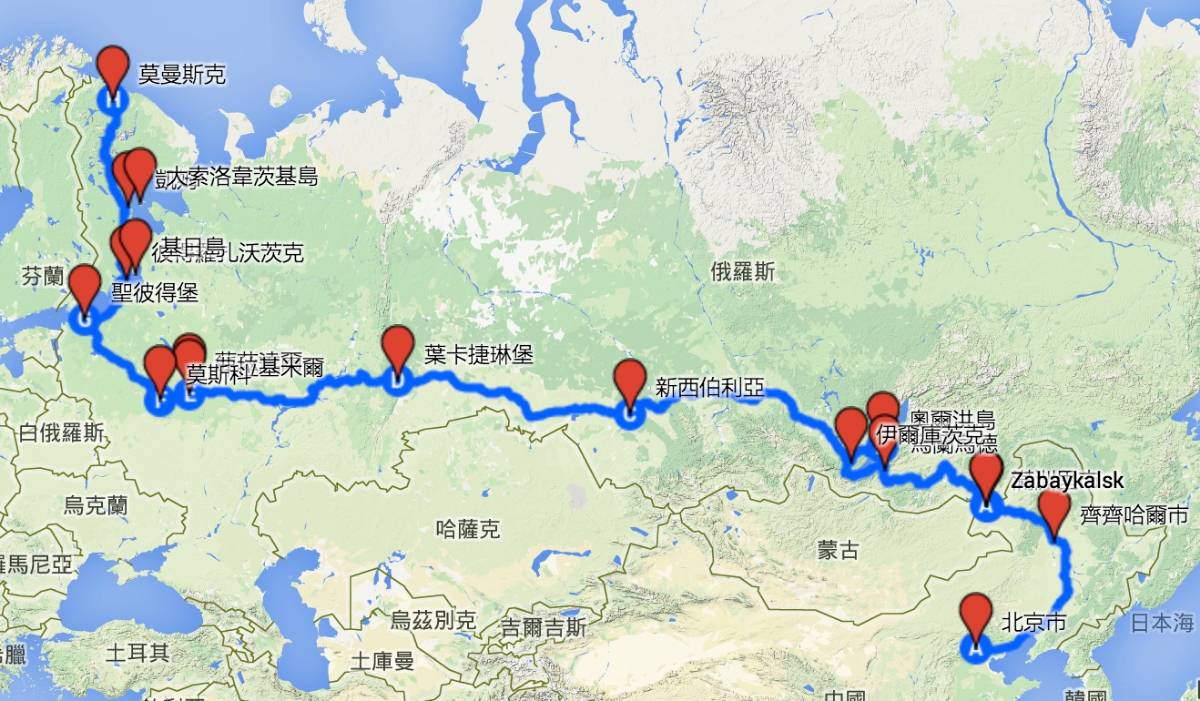 莫曼斯克
大索洛韋茨基島
基日島
彼得羅扎沃茨克
芬蘭
聖彼得堡
俄羅斯
葉卡捷琳堡
莫斯科
新西伯利亞
奧爾洪島
伊爾庫茨克
烏蘭烏德
白俄羅斯
Zabaykalsk
烏克蘭
齊齊哈爾市
哈薩克
蒙古
羅馬尼亞
烏茲別克
吉爾吉斯
北京市
日本海
土耳其
土庫曼
中國
韓國